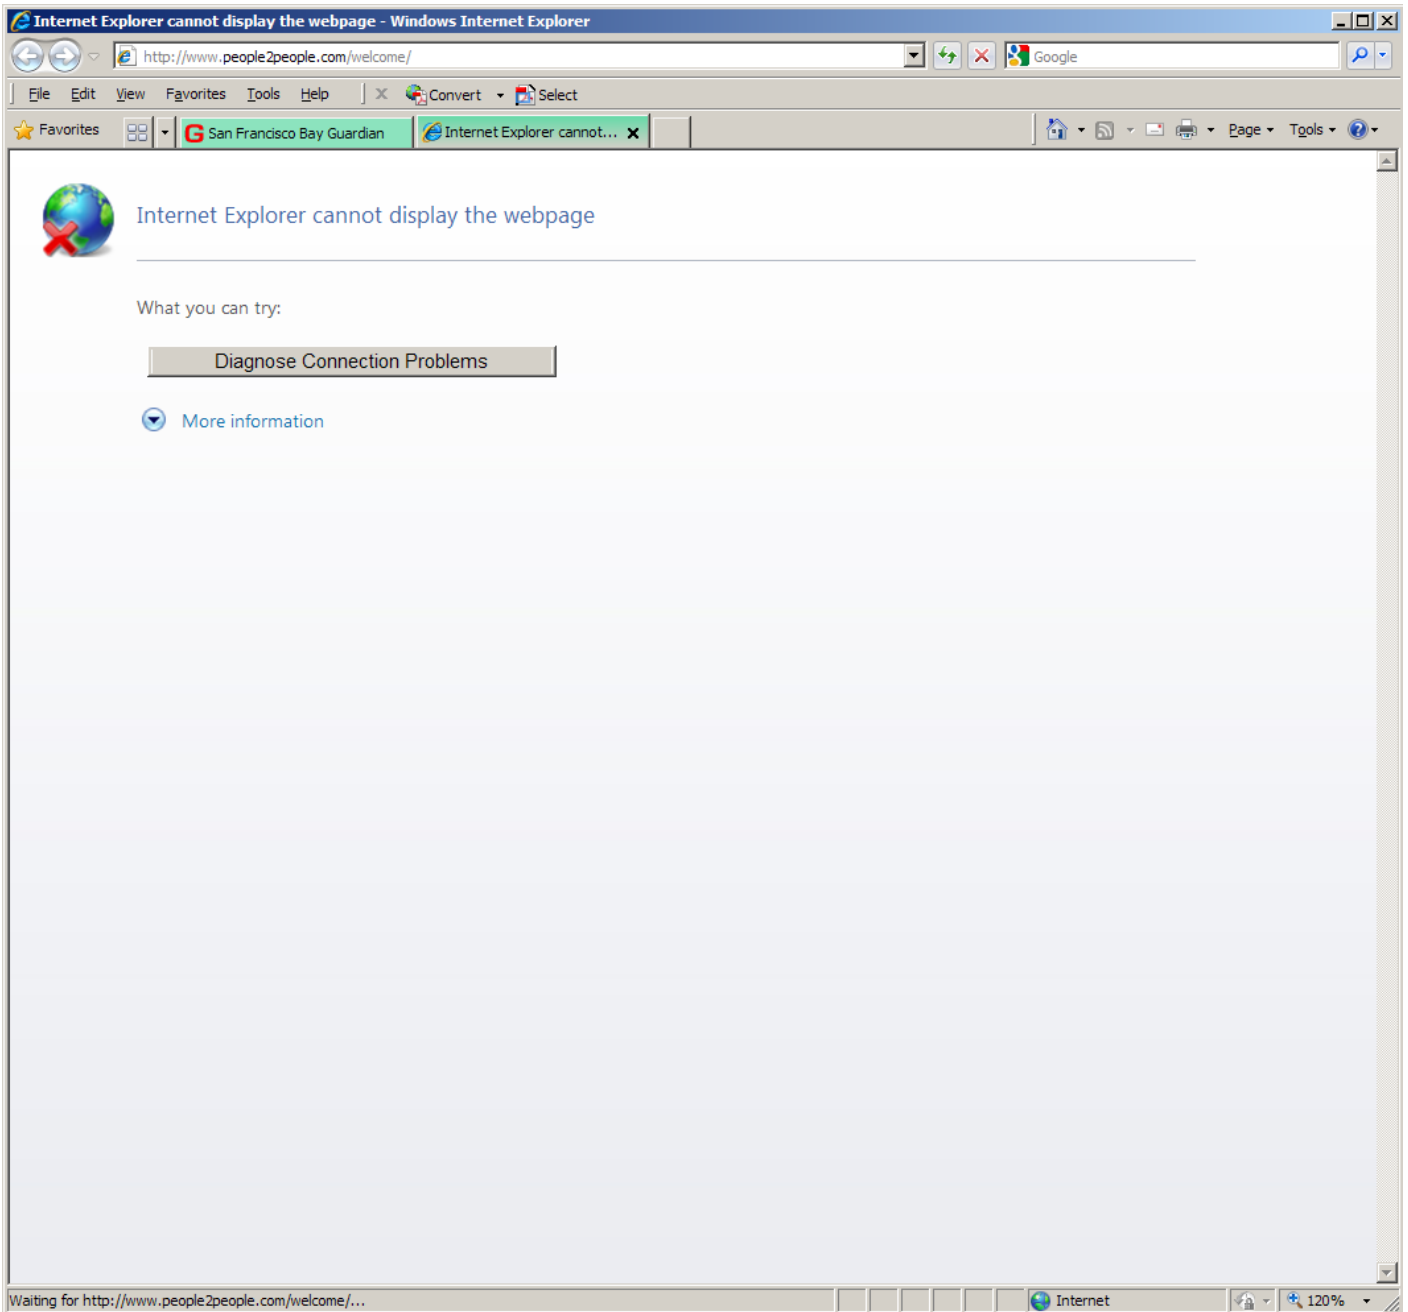 Internet Explorer cannot display the webpage - Windows Internet Explorer
http://www.people2people.com/welcome/
Google
File Edit View Favorites Tools Help Convert Select
Favorites G San Francisco Bay Guardian Internet Explorer cannot... Page Tools
Internet Explorer cannot display the webpage
What you can try:
Diagnose Connection Problems
More information
Waiting for http://www.people2people.com/welcome/... Internet 120%